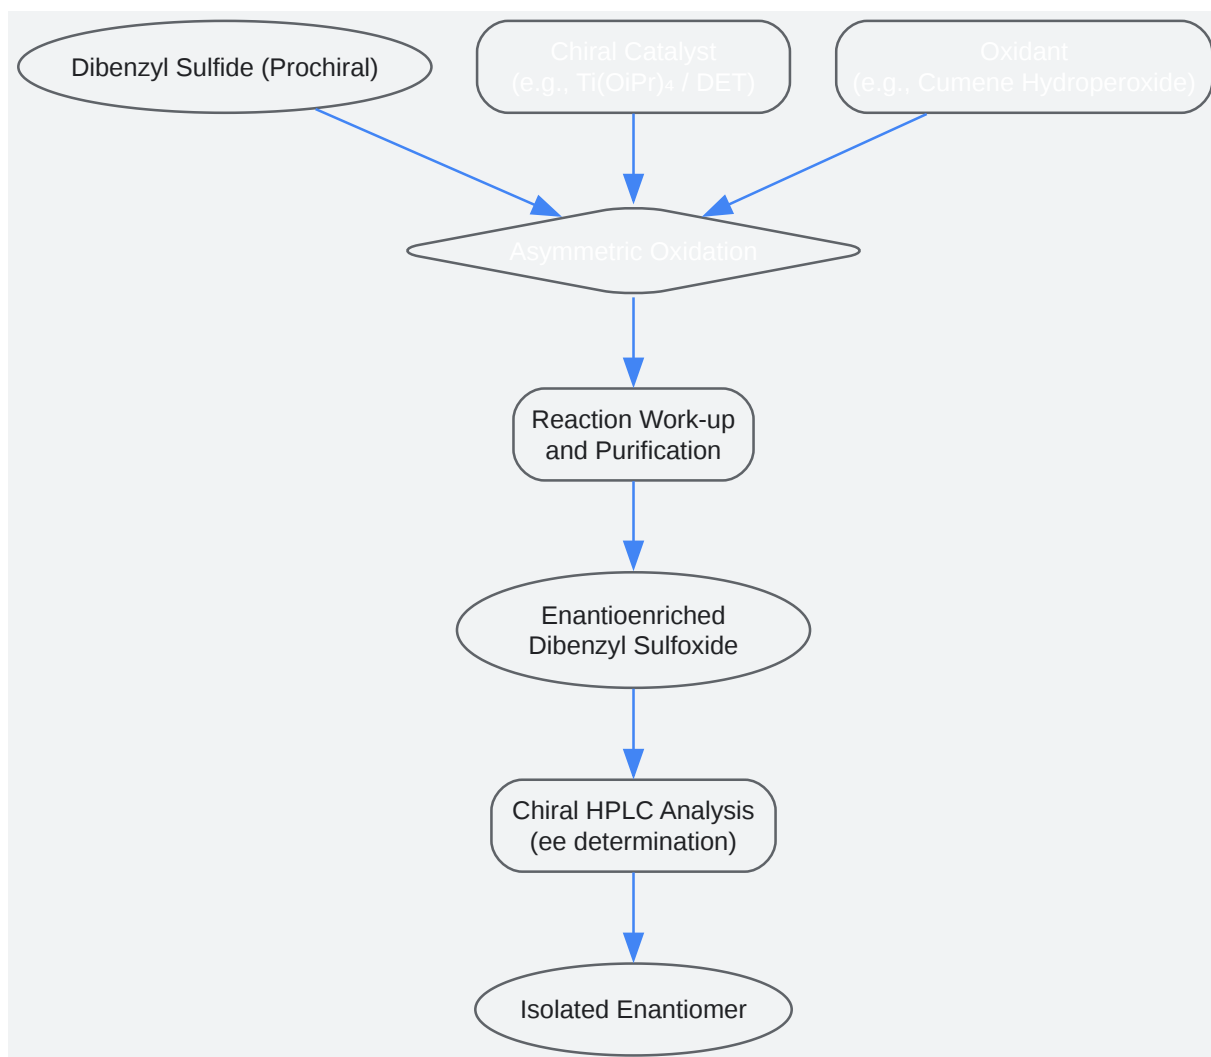 Dibenzyl Sulfide (Prochiral)
Chiral Catalyst
(e.g., Ti(OiPr)₄ / DET)
Oxidant
(e.g., Cumene Hydroperoxide)
Asymmetric Oxidation
Reaction Work-up
and Purification
Enantioenriched
Dibenzyl Sulfoxide
Chiral HPLC Analysis
(ee determination)
Isolated Enantiomer